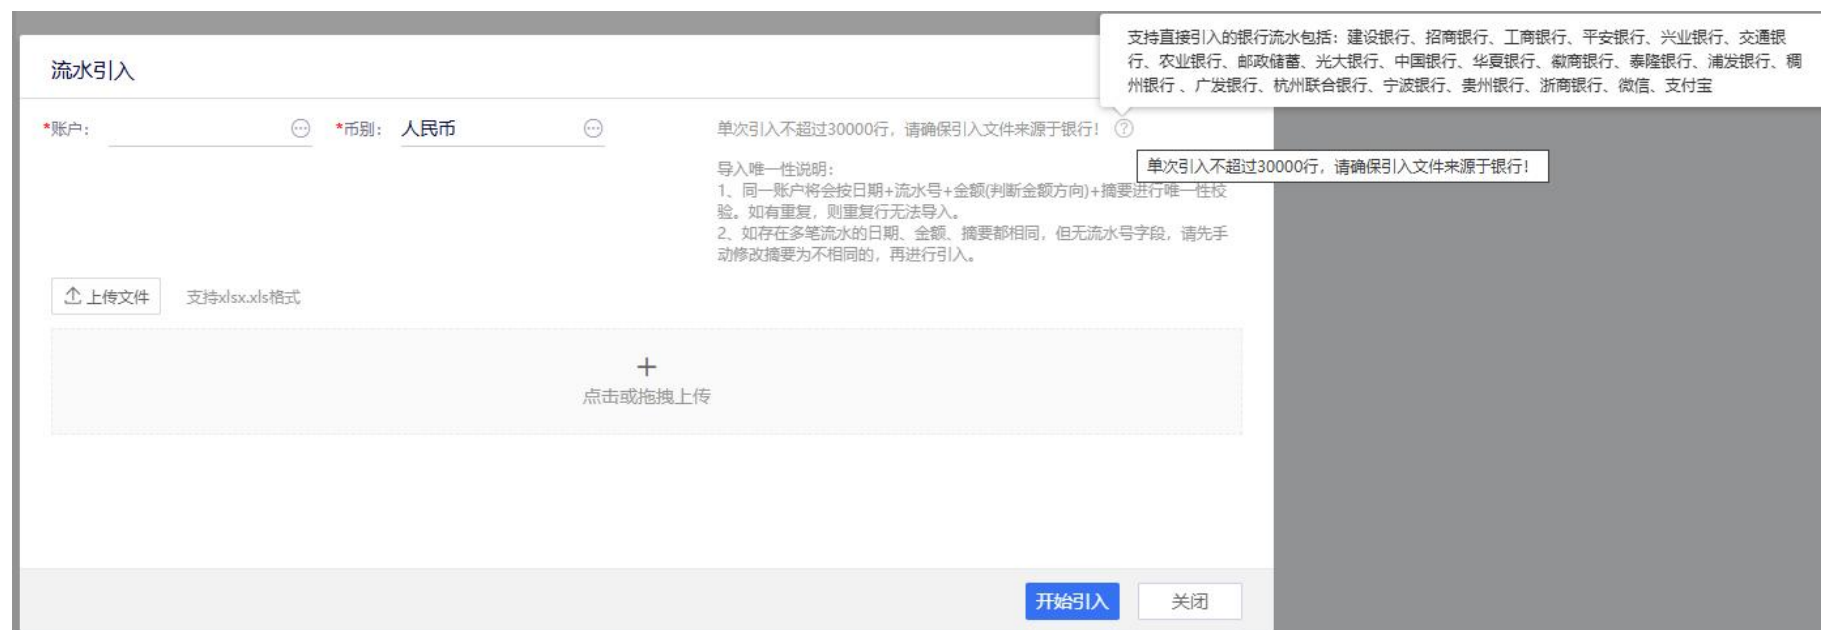 支持直接引入的银行流水包括：建设银行、招商银行、工商银行、平安银行、兴业银行、交通银
行、农业银行、邮政储蓄、光大银行、中国银行、华夏银行、徽商银行、泰隆银行、浦发银行、稠
州银行 、广发银行、杭州联合银行、宁波银行、贵州银行、浙商银行、微信、支付宝
流水引入
*账户：
*币别： 人民币
单次引入不超过30000行，请确保引入文件来源于银行！ ?
单次引入不超过30000行，请确保引入文件来源于银行！
导入唯一性说明：
1、同一账户将会按日期+流水号+金额(判断金额方向)+摘要进行唯一性校
验。如有重复，则重复行无法导入。
2、如存在多笔流水的日期、金额、摘要都相同，但无流水号字段，请先手
动修改摘要为不相同的，再进行引入。
上传文件
支持xlsx.xls格式
点击或拖拽上传
开始引入
关闭